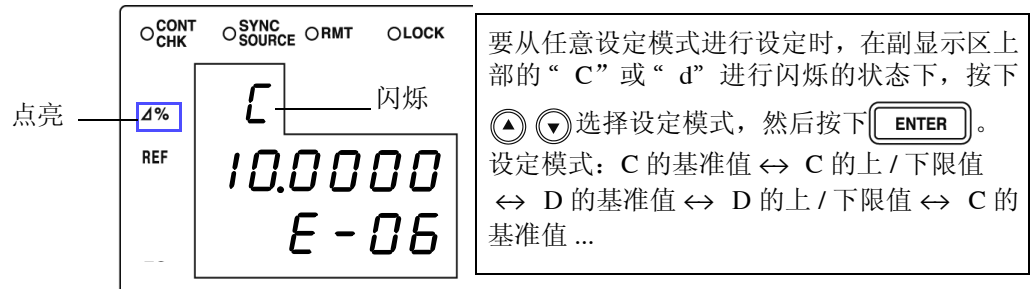 CONT CHK SYNC SOURCE RMT LOCK
点亮
⊿%
C
闪烁
REF
10.0000
E-06
要从任意设定模式进行设定时，在副显示区上
部的“ C”或“ d”进行闪烁的状态下，按下
选择设定模式，然后按下 ENTER 。
设定模式：C 的基准值 ↔ C 的上 / 下限值
↔ D 的基准值 ↔ D 的上 / 下限值 ↔ C 的
基准值 ...